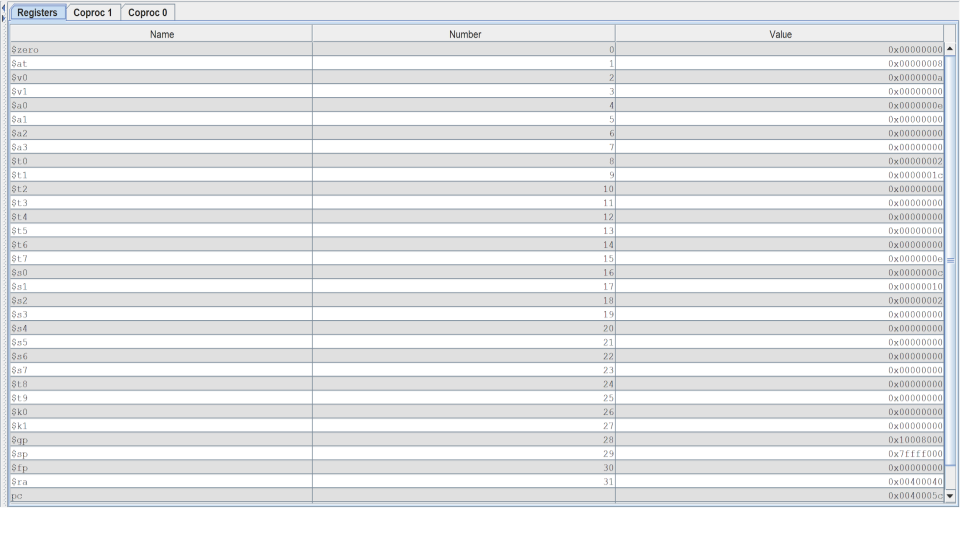 Registers Coproc 1 Coproc 0
Name Number Value
$zero 0 0x00000000
$at 1 0x00000008
$v0 2 0x0000000a
$v1 3 0x00000000
$a0 4 0x0000000e
$a1 5 0x00000000
$a2 6 0x00000000
$a3 7 0x00000000
$t0 8 0x00000002
$t1 9 0x0000001c
$t2 10 0x00000000
$t3 11 0x00000000
$t4 12 0x00000000
$t5 13 0x00000000
$t6 14 0x00000000
$t7 15 0x0000000e
$s0 16 0x0000000c
$s1 17 0x00000010
$s2 18 0x00000002
$s3 19 0x00000000
$s4 20 0x00000000
$s5 21 0x00000000
$s6 22 0x00000000
$s7 23 0x00000000
$t8 24 0x00000000
$t9 25 0x00000000
$k0 26 0x00000000
$k1 27 0x00000000
$gp 28 0x10008000
$sp 29 0x7ffff000
$fp 30 0x00000000
$ra 31 0x00400040
pc 0x0040005c